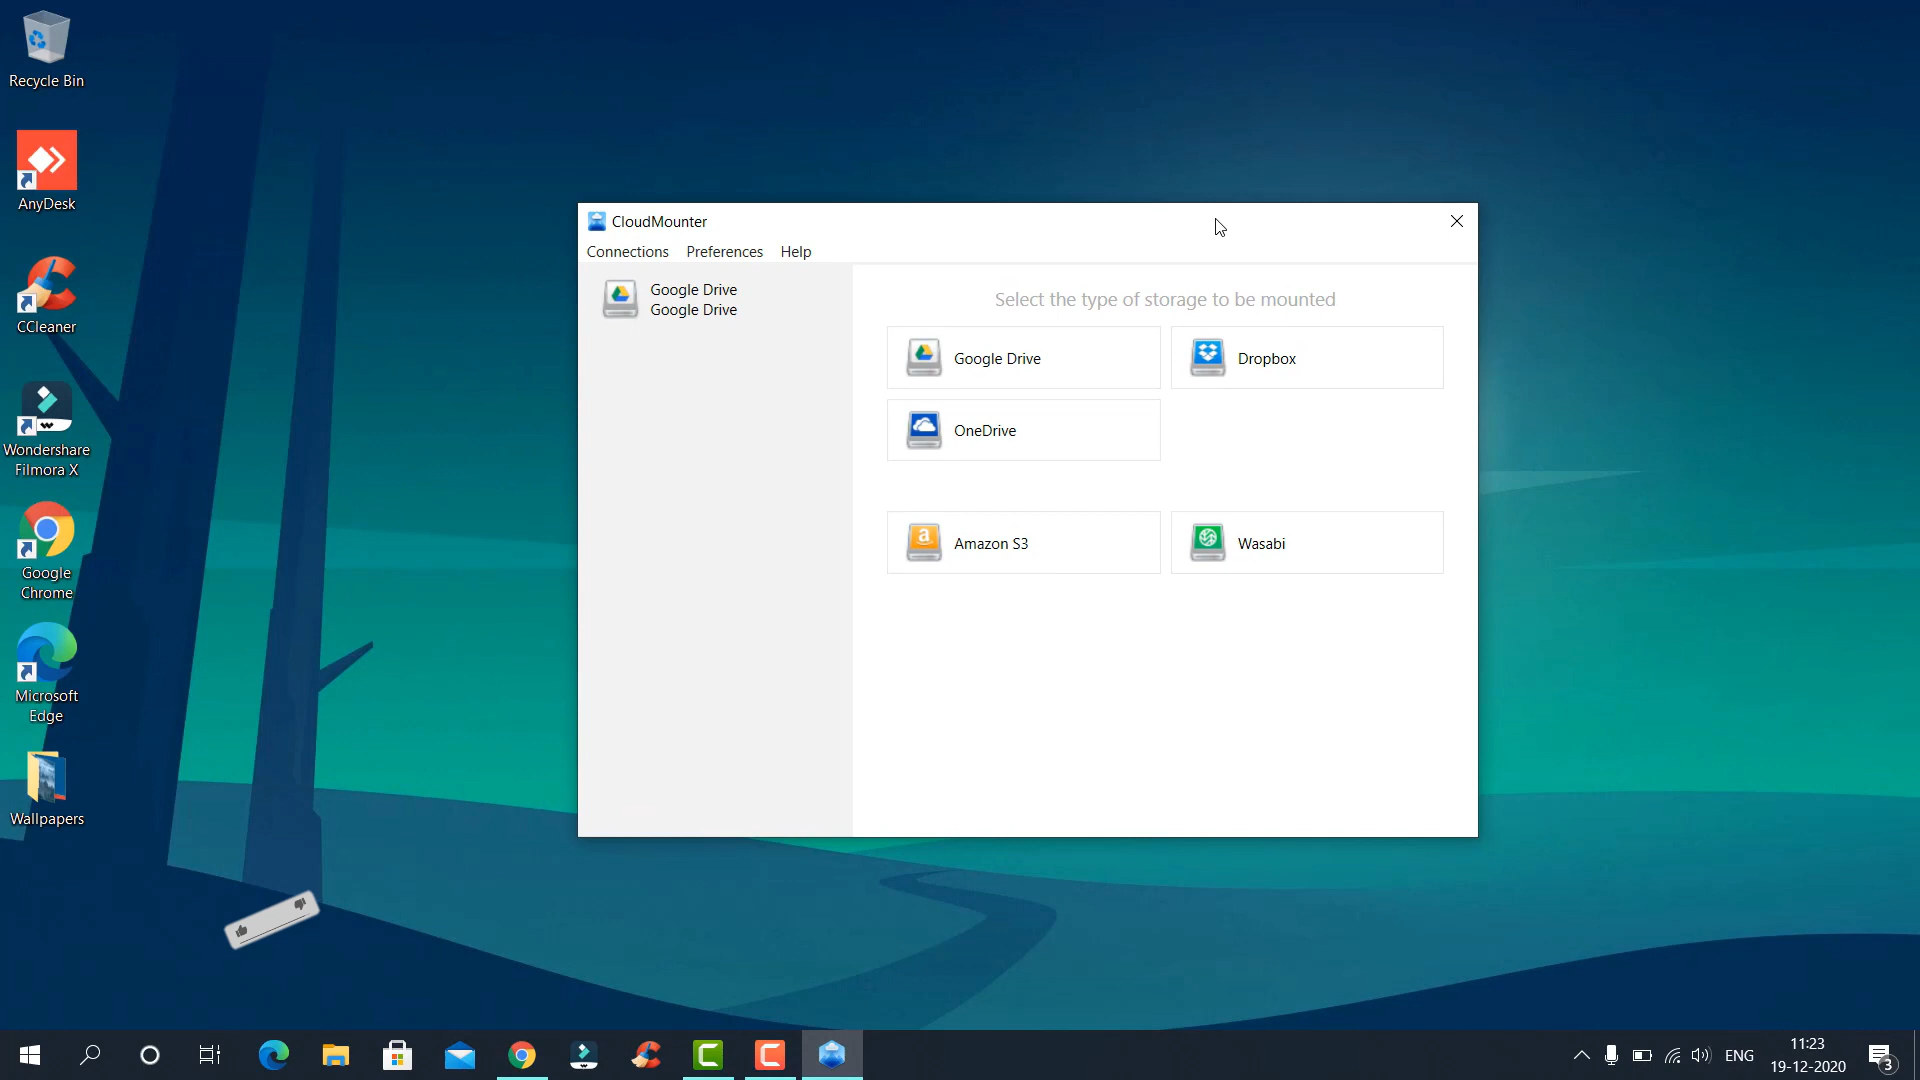 Recycle Bin
AnyDesk
CCleaner
Wondershare
Filmora X
Google
Chrome
Microsoft
Edge
Wallpapers
CloudMounter
Connections Preferences Help
Google Drive
Google Drive
Select the type of storage to be mounted
Google Drive
Dropbox
OneDrive
Amazon S3
Wasabi
ENG
11:23
19-12-2020
3